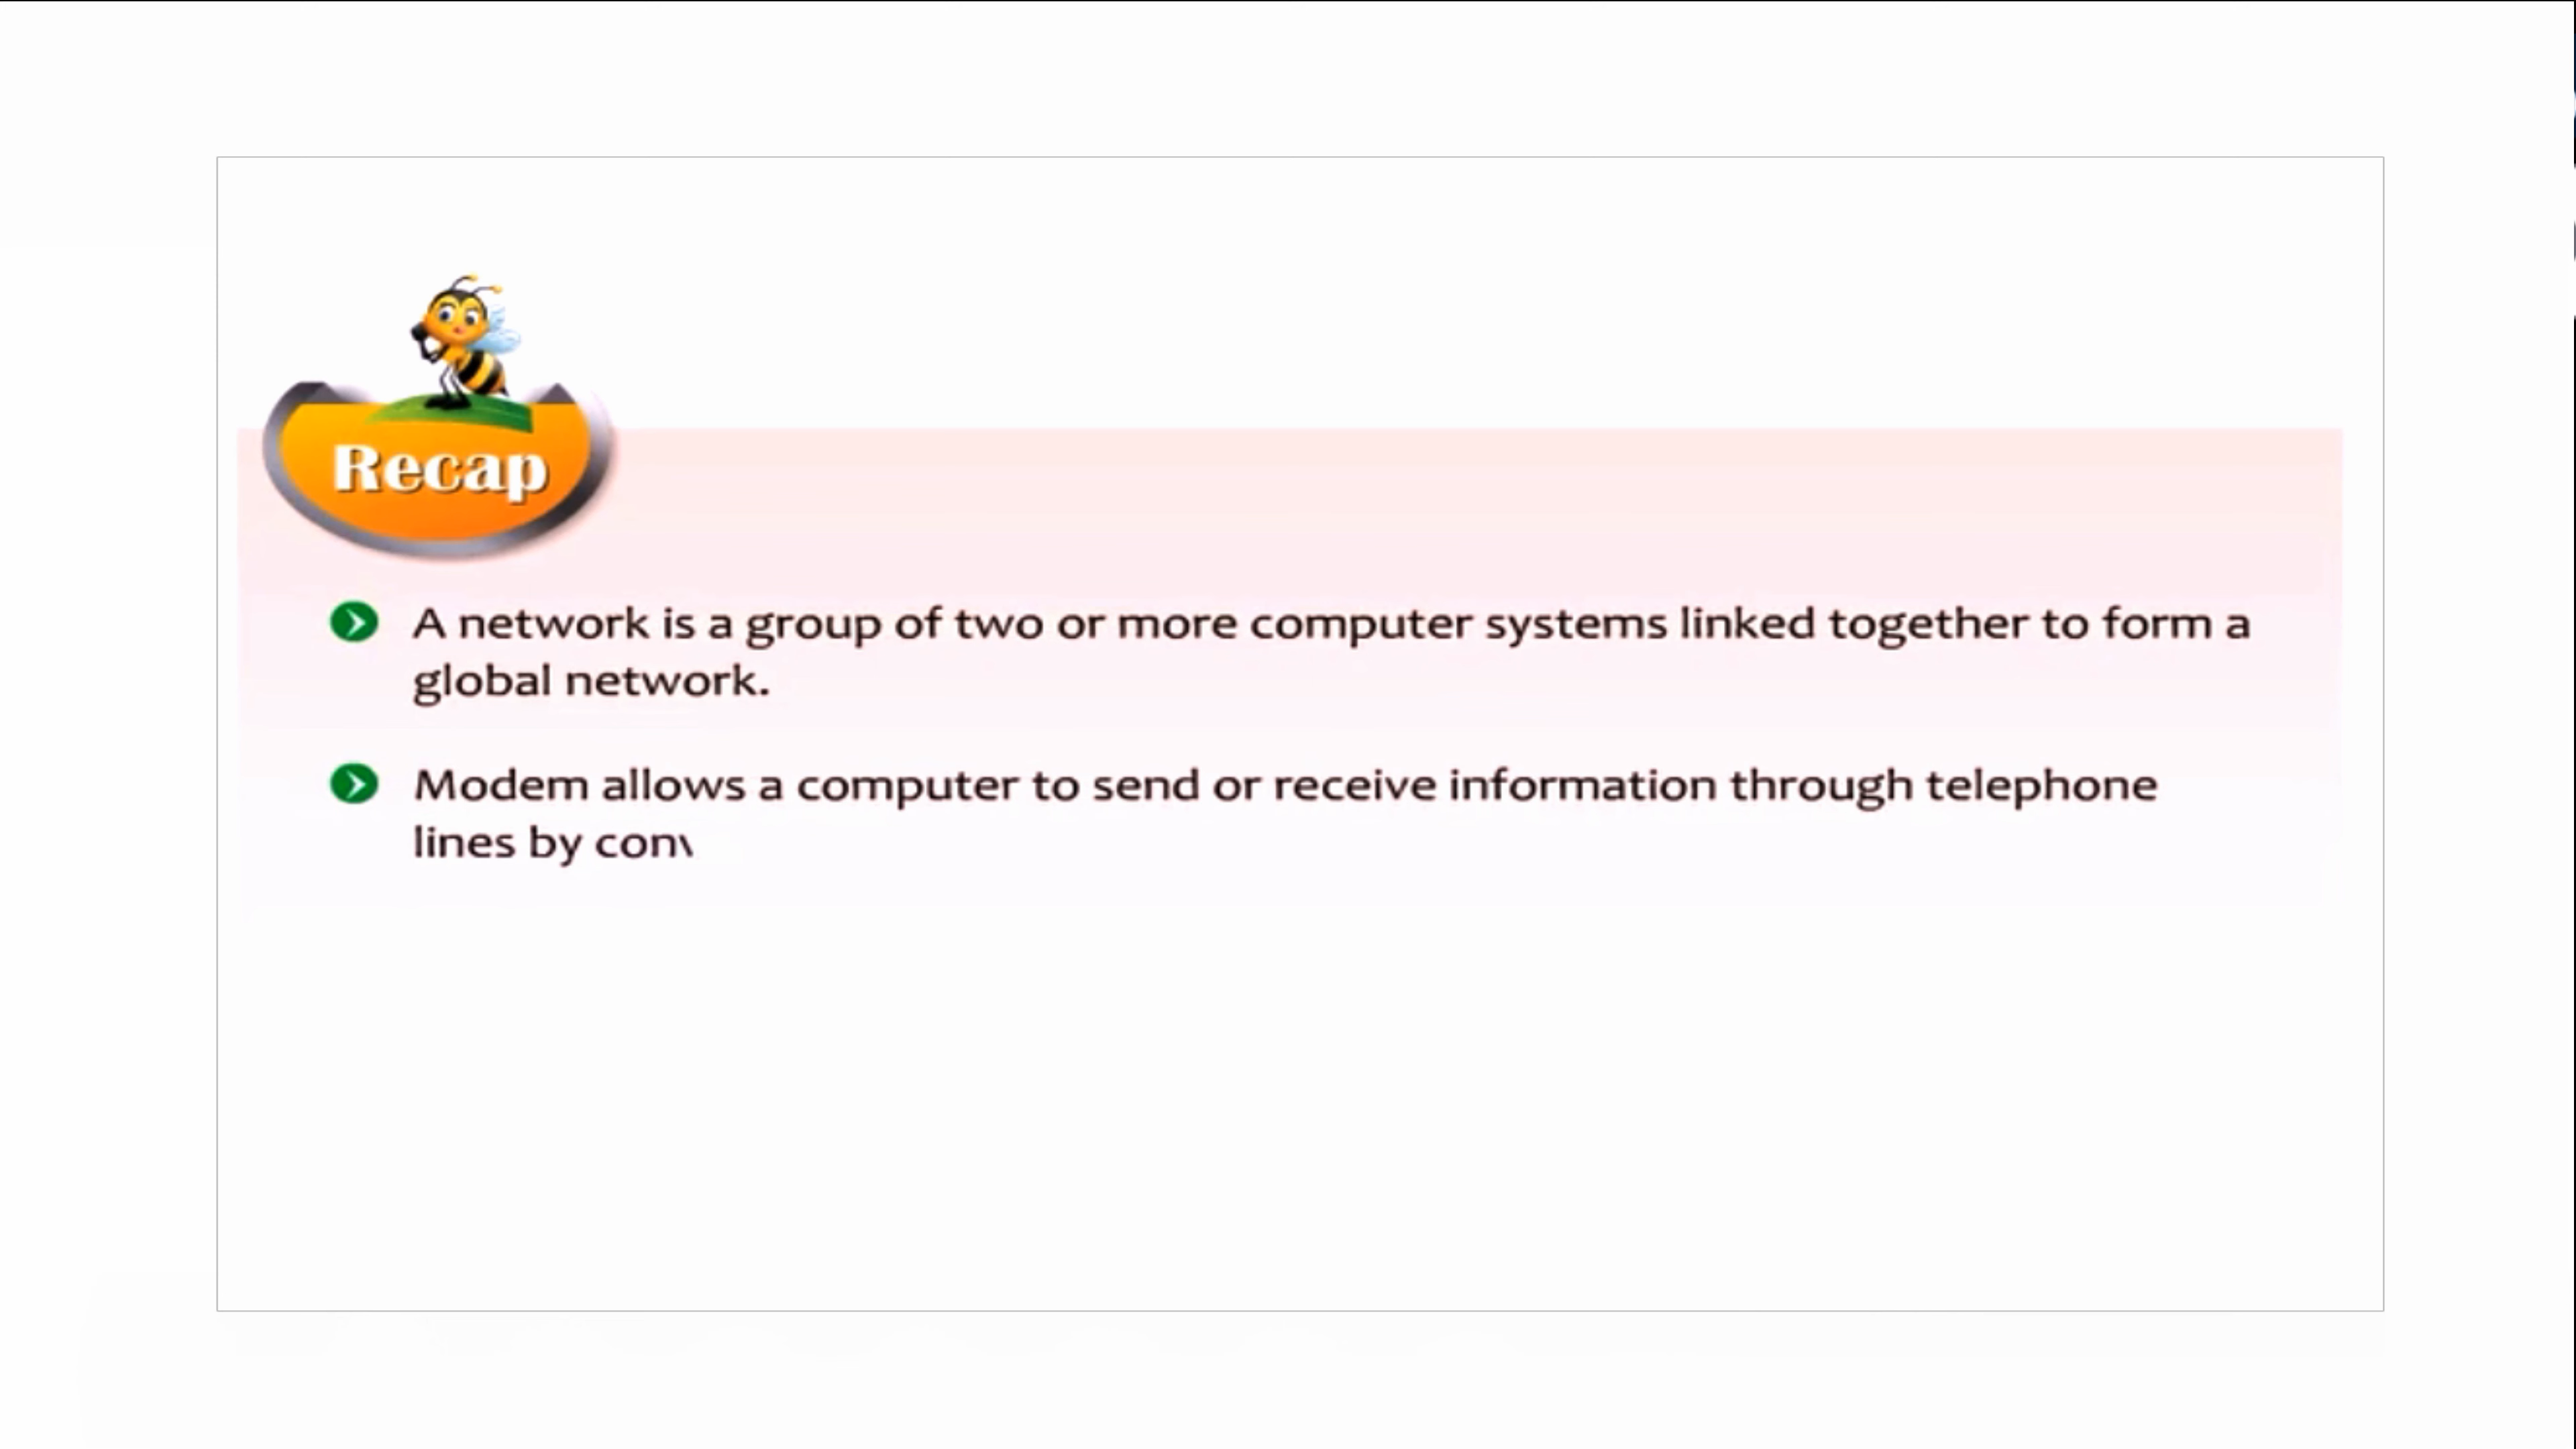 Recap
A network is a group of two or more computer systems linked together to form a
global network.
Modem allows a computer to send or receive information through telephone
lines by con